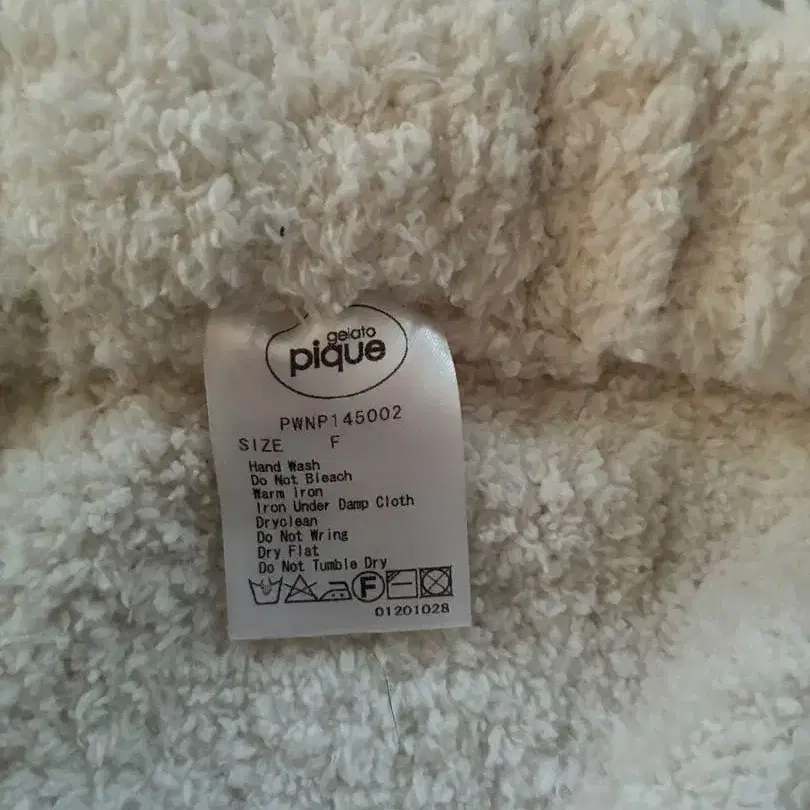 gelato
pique
PWNP145002
SIZE F
Hand Wash
Do Not Bleach
Warm Iron
Iron Under Damp Cloth
Dryclean
Do Not Wring
Dry Flat
Do Not Tumble Dry
F
01201028